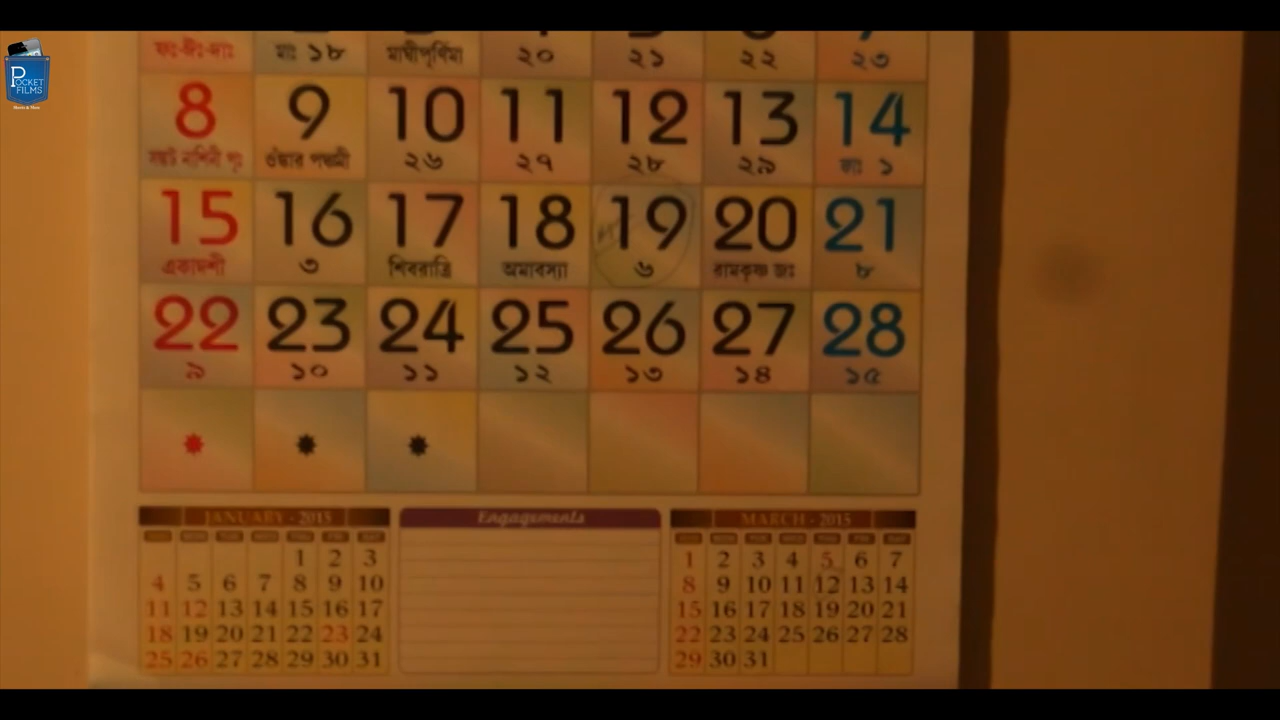 POCKET
FILMS
Shorts & More
মাঃ ১৮ মাঘীপূর্ণিমা ২০ ২১ ২২ ২৩
8 9 10 11 12 13 14
২৬ ২৭ ২৮ ২৯ জাঃ ১
15 16 17 18 19 20 21
একাদশী ৩ শিবরাত্রি অমাবস্যা ৬ রামকৃষ্ণ জঃ ৮
22 23 24 25 26 27 28
৯ ১০ ১১ ১২ ১৩ ১৪ ১৫
JANUARY - 2015
1 2 3
4 5 6 7 8 9 10
11 12 13 14 15 16 17
18 19 20 21 22 23 24
25 26 27 28 29 30 31
Engagements
MARCH - 2015
1 2 3 4 5 6 7
8 9 10 11 12 13 14
15 16 17 18 19 20 21
22 23 24 25 26 27 28
29 30 31